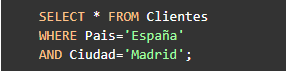 SELECT * FROM Clientes
WHERE Pais='España'
AND Ciudad='Madrid';